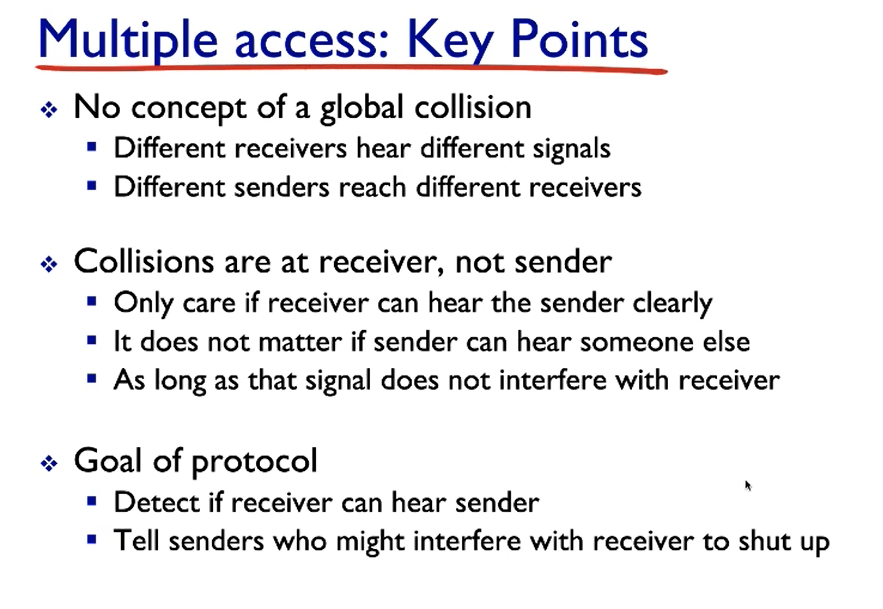 Multiple access: Key Points
No concept of a global collision
Different receivers hear different signals
Different senders reach different receivers
Collisions are at receiver, not sender
Only care if receiver can hear the sender clearly
It does not matter if sender can hear someone else
As long as that signal does not interfere with receiver
Goal of protocol
Detect if receiver can hear sender
Tell senders who might interfere with receiver to shut up